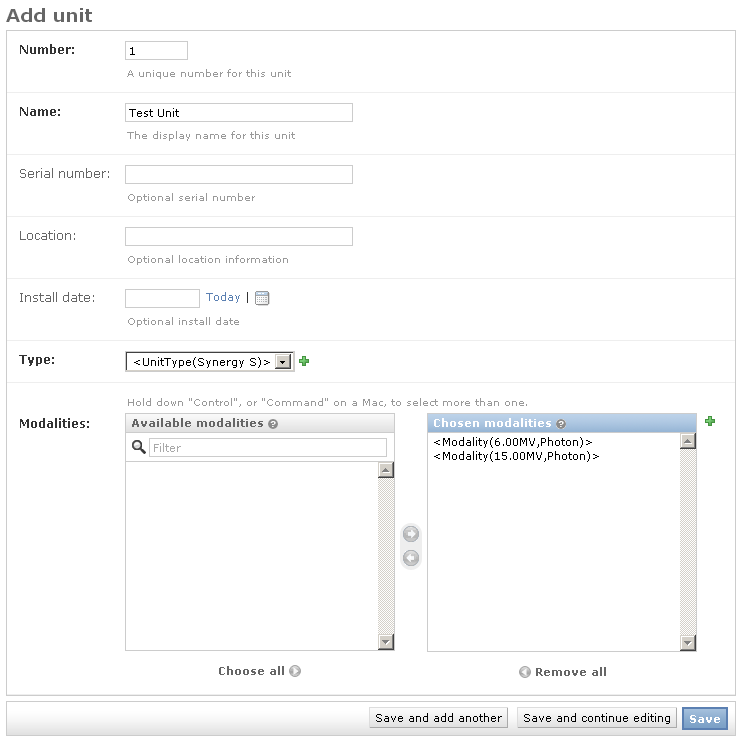 Add unit
Number: 1
A unique number for this unit
Name: Test Unit
The display name for this unit
Serial number:
Optional serial number
Location:
Optional location information
Install date: Today |
Optional install date
Type: <UnitType(Synergy S)>
Hold down "Control", or "Command" on a Mac, to select more than one.
Modalities:
Available modalities ?
Filter
Choose all
Chosen modalities ?
<Modality(6.00MV,Photon)>
<Modality(15.00MV,Photon)>
Remove all
Save and add another Save and continue editing Save